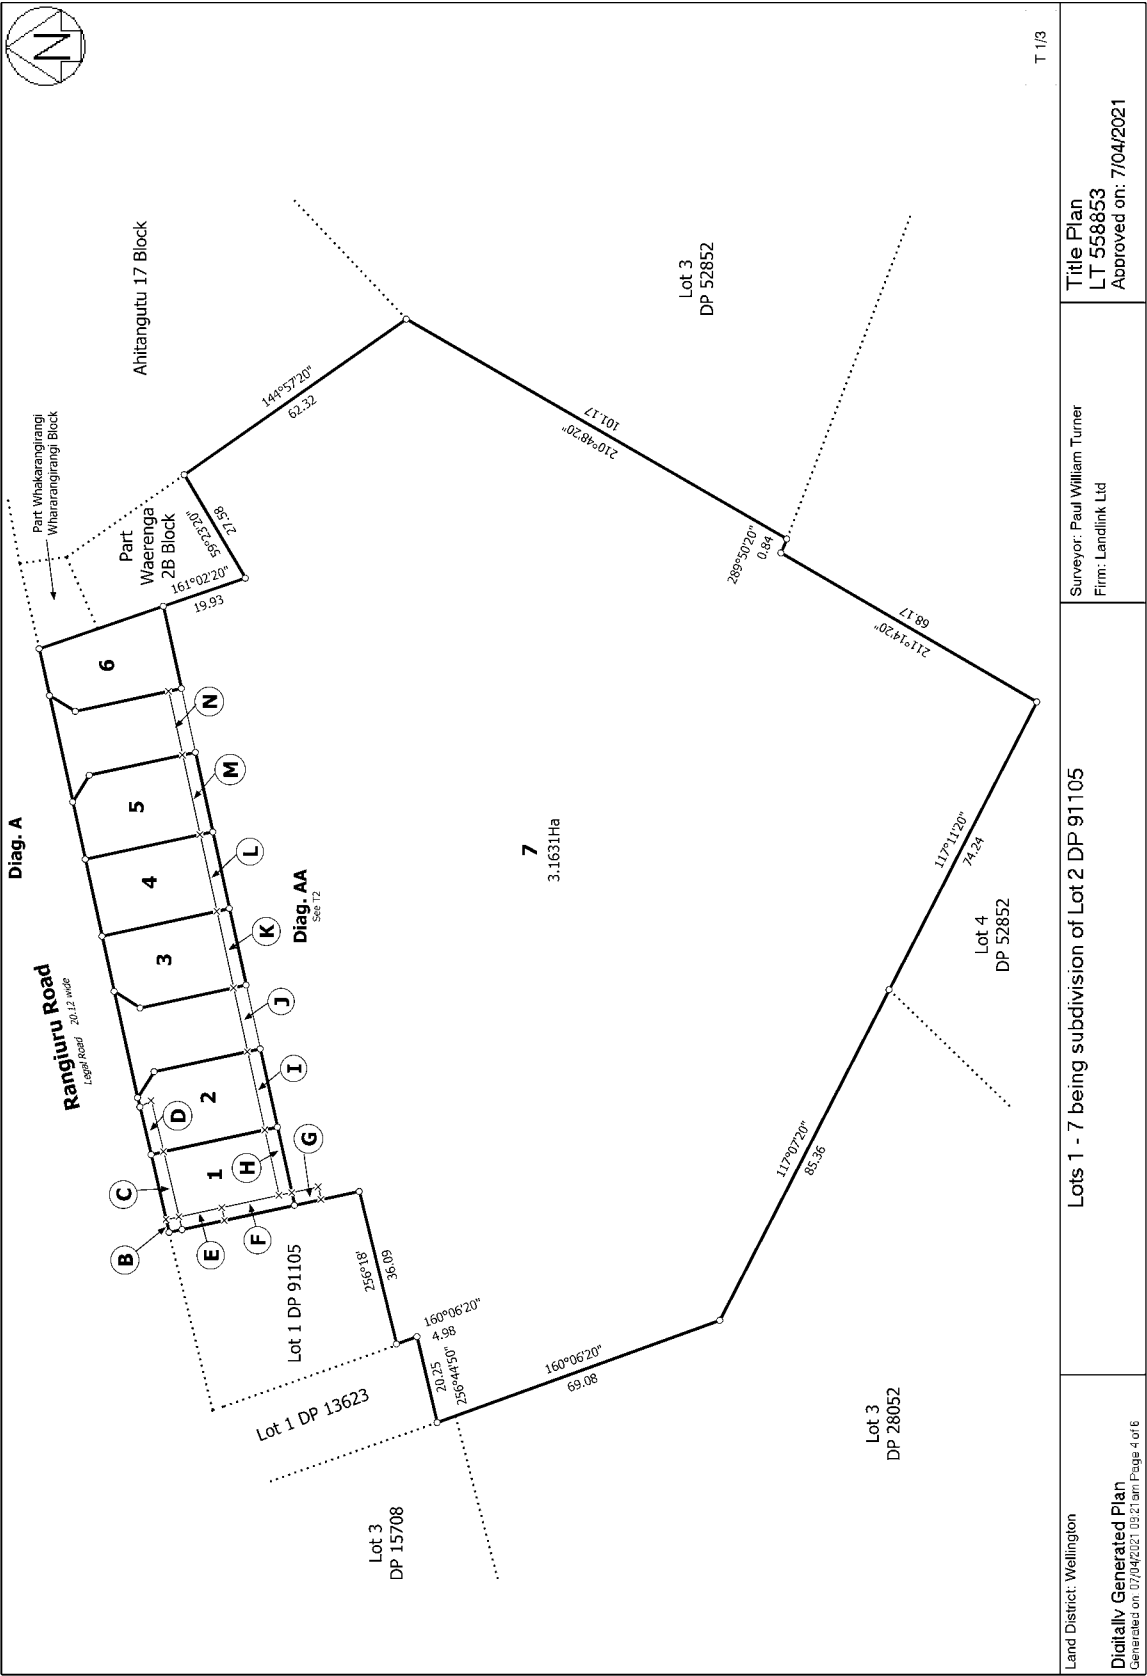 N
T 1/3
Diag. A
Rangiuru Road
Legal Road 20.12 wide
Part Whakarangirangi
Whararangirangi Block
Ahitangutu 17 Block
Part
Waerenga
2B Block
144°57'20"
62.32
59°23'20"
27.58
161°02'20"
19.93
Lot 3
DP 52852
101.17
210°48'20"
289°50'20"
0.84
68.17
211°14'20"
117°11'20"
74.24
Lot 4
DP 52852
117°07'20"
85.36
7
3.1631Ha
Diag. AA
See T2
1
2
3
4
5
6
B
C
D
E
F
G
H
I
J
K
L
M
N
Lot 1 DP 91105
256°18'
36.09
160°06'20"
4.98
20.25
256°44'50"
Lot 1 DP 13623
160°06'20"
69.08
Lot 3
DP 15708
Lot 3
DP 28052
Land District: Wellington
Digitally Generated Plan
Generated on: 07/04/2021 09:21am Page 4 of 6
Lots 1 - 7 being subdivision of Lot 2 DP 91105
Surveyor: Paul William Turner
Firm: Landlink Ltd
Title Plan
LT 558853
Approved on: 7/04/2021